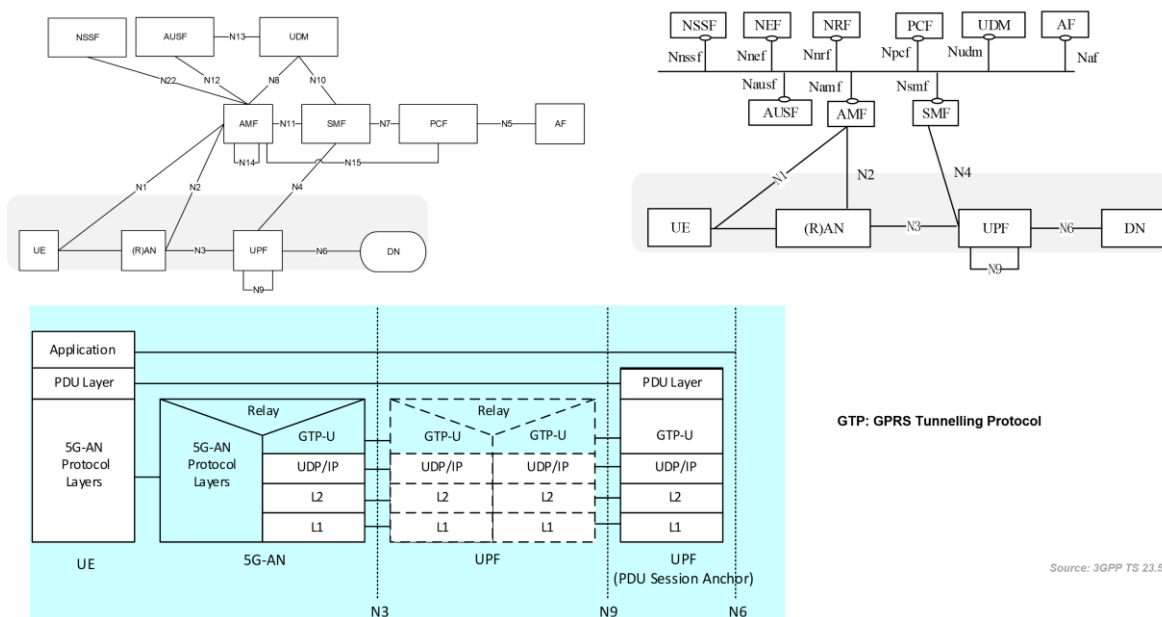 NSSF
AUSF
N13
UDM
N22
N12
N8
N10
AMF
N11
SMF
N7
PCF
N5
AF
N14
N15
N1
N2
N4
UE
(R)AN
N3
UPF
N6
DN
N9
NSSF
NEF
NRF
PCF
UDM
AF
Nnssf
Nnef
Nnrf
Npcf
Nudm
Naf
Nausf
Namf
Nsmf
AUSF
AMF
SMF
N1
N2
N4
UE
(R)AN
N3
UPF
N6
DN
N9
Application
PDU Layer
PDU Layer
Relay
Relay
5G-AN
Protocol
Layers
5G-AN
Protocol
Layers
GTP-U
GTP-U
GTP-U
GTP-U
UDP/IP
UDP/IP
UDP/IP
UDP/IP
L2
L2
L2
L2
L1
L1
L1
L1
UE
5G-AN
UPF
UPF
(PDU Session Anchor)
N3
N9
N6
GTP: GPRS Tunnelling Protocol
Source: 3GPP TS 23.5